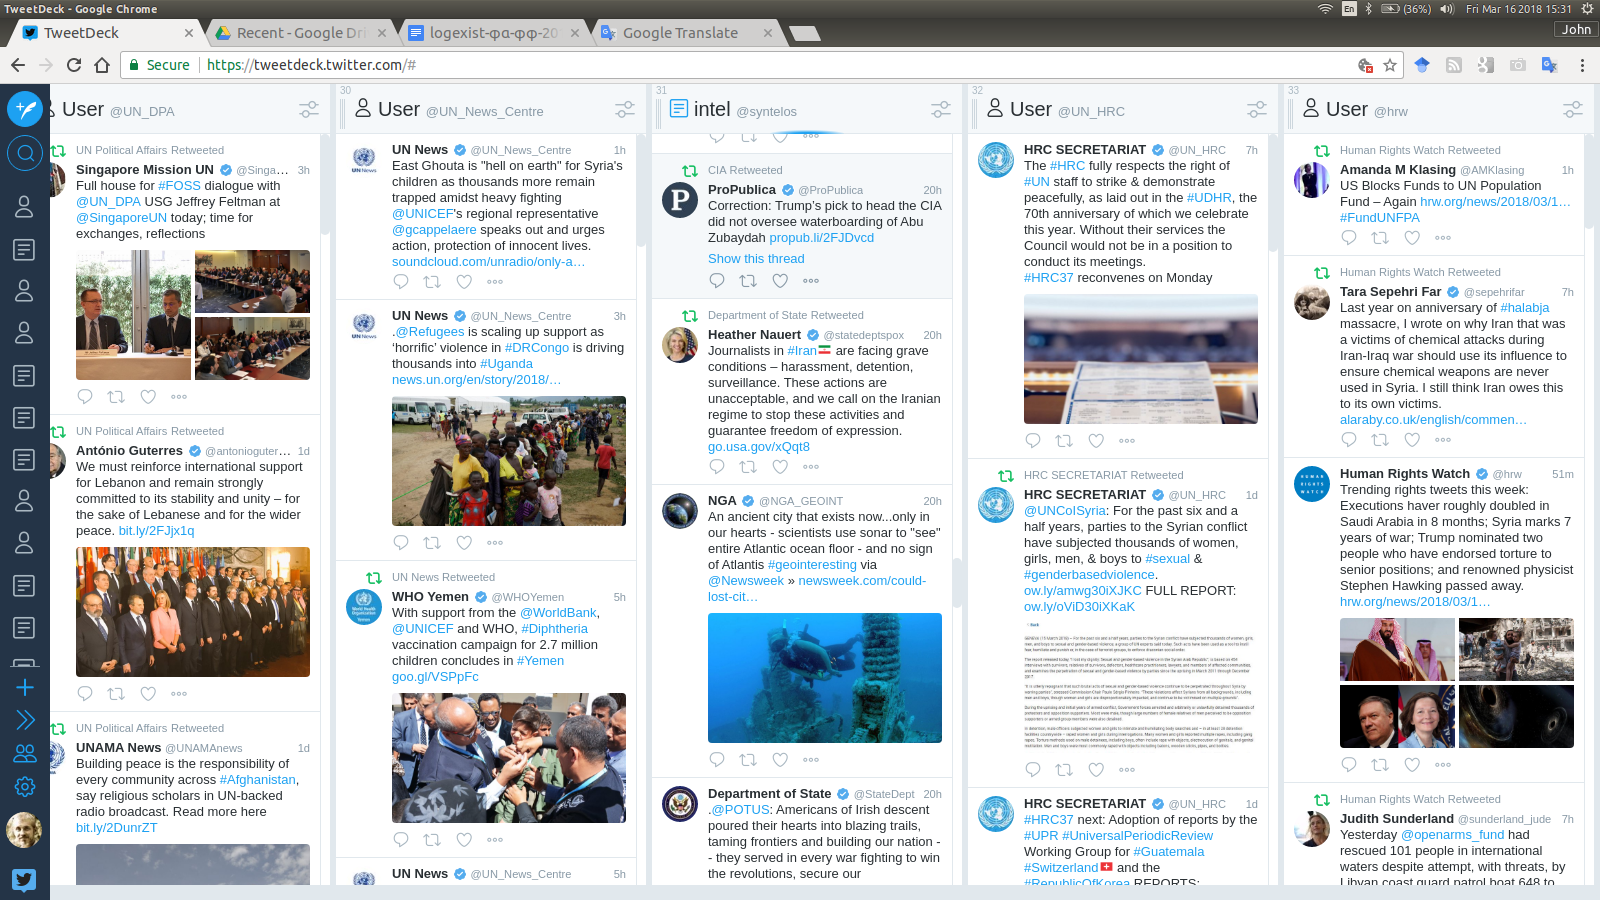 TweetDeck - Google Chrome
En (36%) Fri Mar 16 2018 15:31
TweetDeck
Recent - Google Dri
logexist-φα-φφ-20
Google Translate
John
Secure https://tweetdeck.twitter.com/#
User @UN_DPA
UN Political Affairs Retweeted
Singapore Mission UN @Singa… 3h
Full house for #FOSS dialogue with
@UN_DPA USG Jeffrey Feltman at
@SingaporeUN today; time for
exchanges, reflections
UN Political Affairs Retweeted
António Guterres @antonioguter… 1d
We must reinforce international support
for Lebanon and remain strongly
committed to its stability and unity – for
the sake of Lebanese and for the wider
peace. bit.ly/2FJjx1q
UN Political Affairs Retweeted
UNAMA News @UNAMAnews 1d
Building peace is the responsibility of
every community across #Afghanistan,
say religious scholars in UN-backed
radio broadcast. Read more here
bit.ly/2DunrZT
30
User @UN_News_Centre
UN News @UN_News_Centre 1h
East Ghouta is "hell on earth" for Syria's
children as thousands more remain
trapped amidst heavy fighting
@UNICEF's regional representative
@gcappelaere speaks out and urges
action, protection of innocent lives.
soundcloud.com/unradio/only-a…
UN News @UN_News_Centre 3h
.@Refugees is scaling up support as
‘horrific’ violence in #DRCongo is driving
thousands into #Uganda
news.un.org/en/story/2018/…
UN News Retweeted
WHO Yemen @WHOYemen 5h
With support from the @WorldBank,
@UNICEF and WHO, #Diphtheria
vaccination campaign for 2.7 million
children concludes in #Yemen
goo.gl/VSPpFc
UN News @UN_News_Centre 5h
31
intel @syntelos
CIA Retweeted
ProPublica @ProPublica 20h
Correction: Trump's pick to head the CIA
did not oversee waterboarding of Abu
Zubaydah propub.li/2FJDvcd
Show this thread
Department of State Retweeted
Heather Nauert @statedeptspox 20h
Journalists in #Iran are facing grave
conditions – harassment, detention,
surveillance. These actions are
unacceptable, and we call on the Iranian
regime to stop these activities and
guarantee freedom of expression.
go.usa.gov/xQqt8
NGA @NGA_GEOINT 20h
An ancient city that exists now...only in
our hearts - scientists use sonar to "see"
entire Atlantic ocean floor - and no sign
of Atlantis #geointeresting via
@Newsweek » newsweek.com/could-
lost-cit…
Department of State @StateDept 20h
.@POTUS: Americans of Irish descent
poured their hearts into blazing trails,
taming frontiers and building our nation -
- they served in every war fighting to win
the revolutions, secure our
32
User @UN_HRC
HRC SECRETARIAT @UN_HRC 7h
The #HRC fully respects the right of
#UN staff to strike & demonstrate
peacefully, as laid out in the #UDHR, the
70th anniversary of which we celebrate
this year. Without their services the
Council would not be in a position to
conduct its meetings.
#HRC37 reconvenes on Monday
HRC SECRETARIAT Retweeted
HRC SECRETARIAT @UN_HRC 1d
@UNCoISyria: For the past six and a
half years, parties to the Syrian conflict
have subjected thousands of women,
girls, men, & boys to #sexual &
#genderbasedviolence.
ow.ly/amwg30iXJKC FULL REPORT:
ow.ly/oViD30iXKaK
HRC SECRETARIAT @UN_HRC 1d
#HRC37 next: Adoption of reports by the
#UPR #UniversalPeriodicReview
Working Group for #Guatemala
#Switzerland and the
#RepublicOfKorea REPORTS:
33
User @hrw
Human Rights Watch Retweeted
Amanda M Klasing @AMKlasing 1h
US Blocks Funds to UN Population
Fund – Again hrw.org/news/2018/03/1…
#FundUNFPA
Human Rights Watch Retweeted
Tara Sepehri Far @sepehrifar 7h
Last year on anniversary of #halabja
massacre, I wrote on why Iran that was
a victims of chemical attacks during
Iran-Iraq war should use its influence to
ensure chemical weapons are never
used in Syria. I still think Iran owes this
to its own victims.
alaraby.co.uk/english/commen…
HUMAN
RIGHTS
WATCH
Human Rights Watch @hrw 51m
Trending rights tweets this week:
Executions haver roughly doubled in
Saudi Arabia in 8 months; Syria marks 7
years of war; Trump nominated two
people who have endorsed torture to
senior positions; and renowned physicist
Stephen Hawking passed away.
hrw.org/news/2018/03/1…
Human Rights Watch Retweeted
Judith Sunderland @sunderland_jude 7h
Yesterday @openarms_fund had
rescued 101 people in international
waters despite attempt, with threats, by
Libyan coast guard patrol boat 648 to